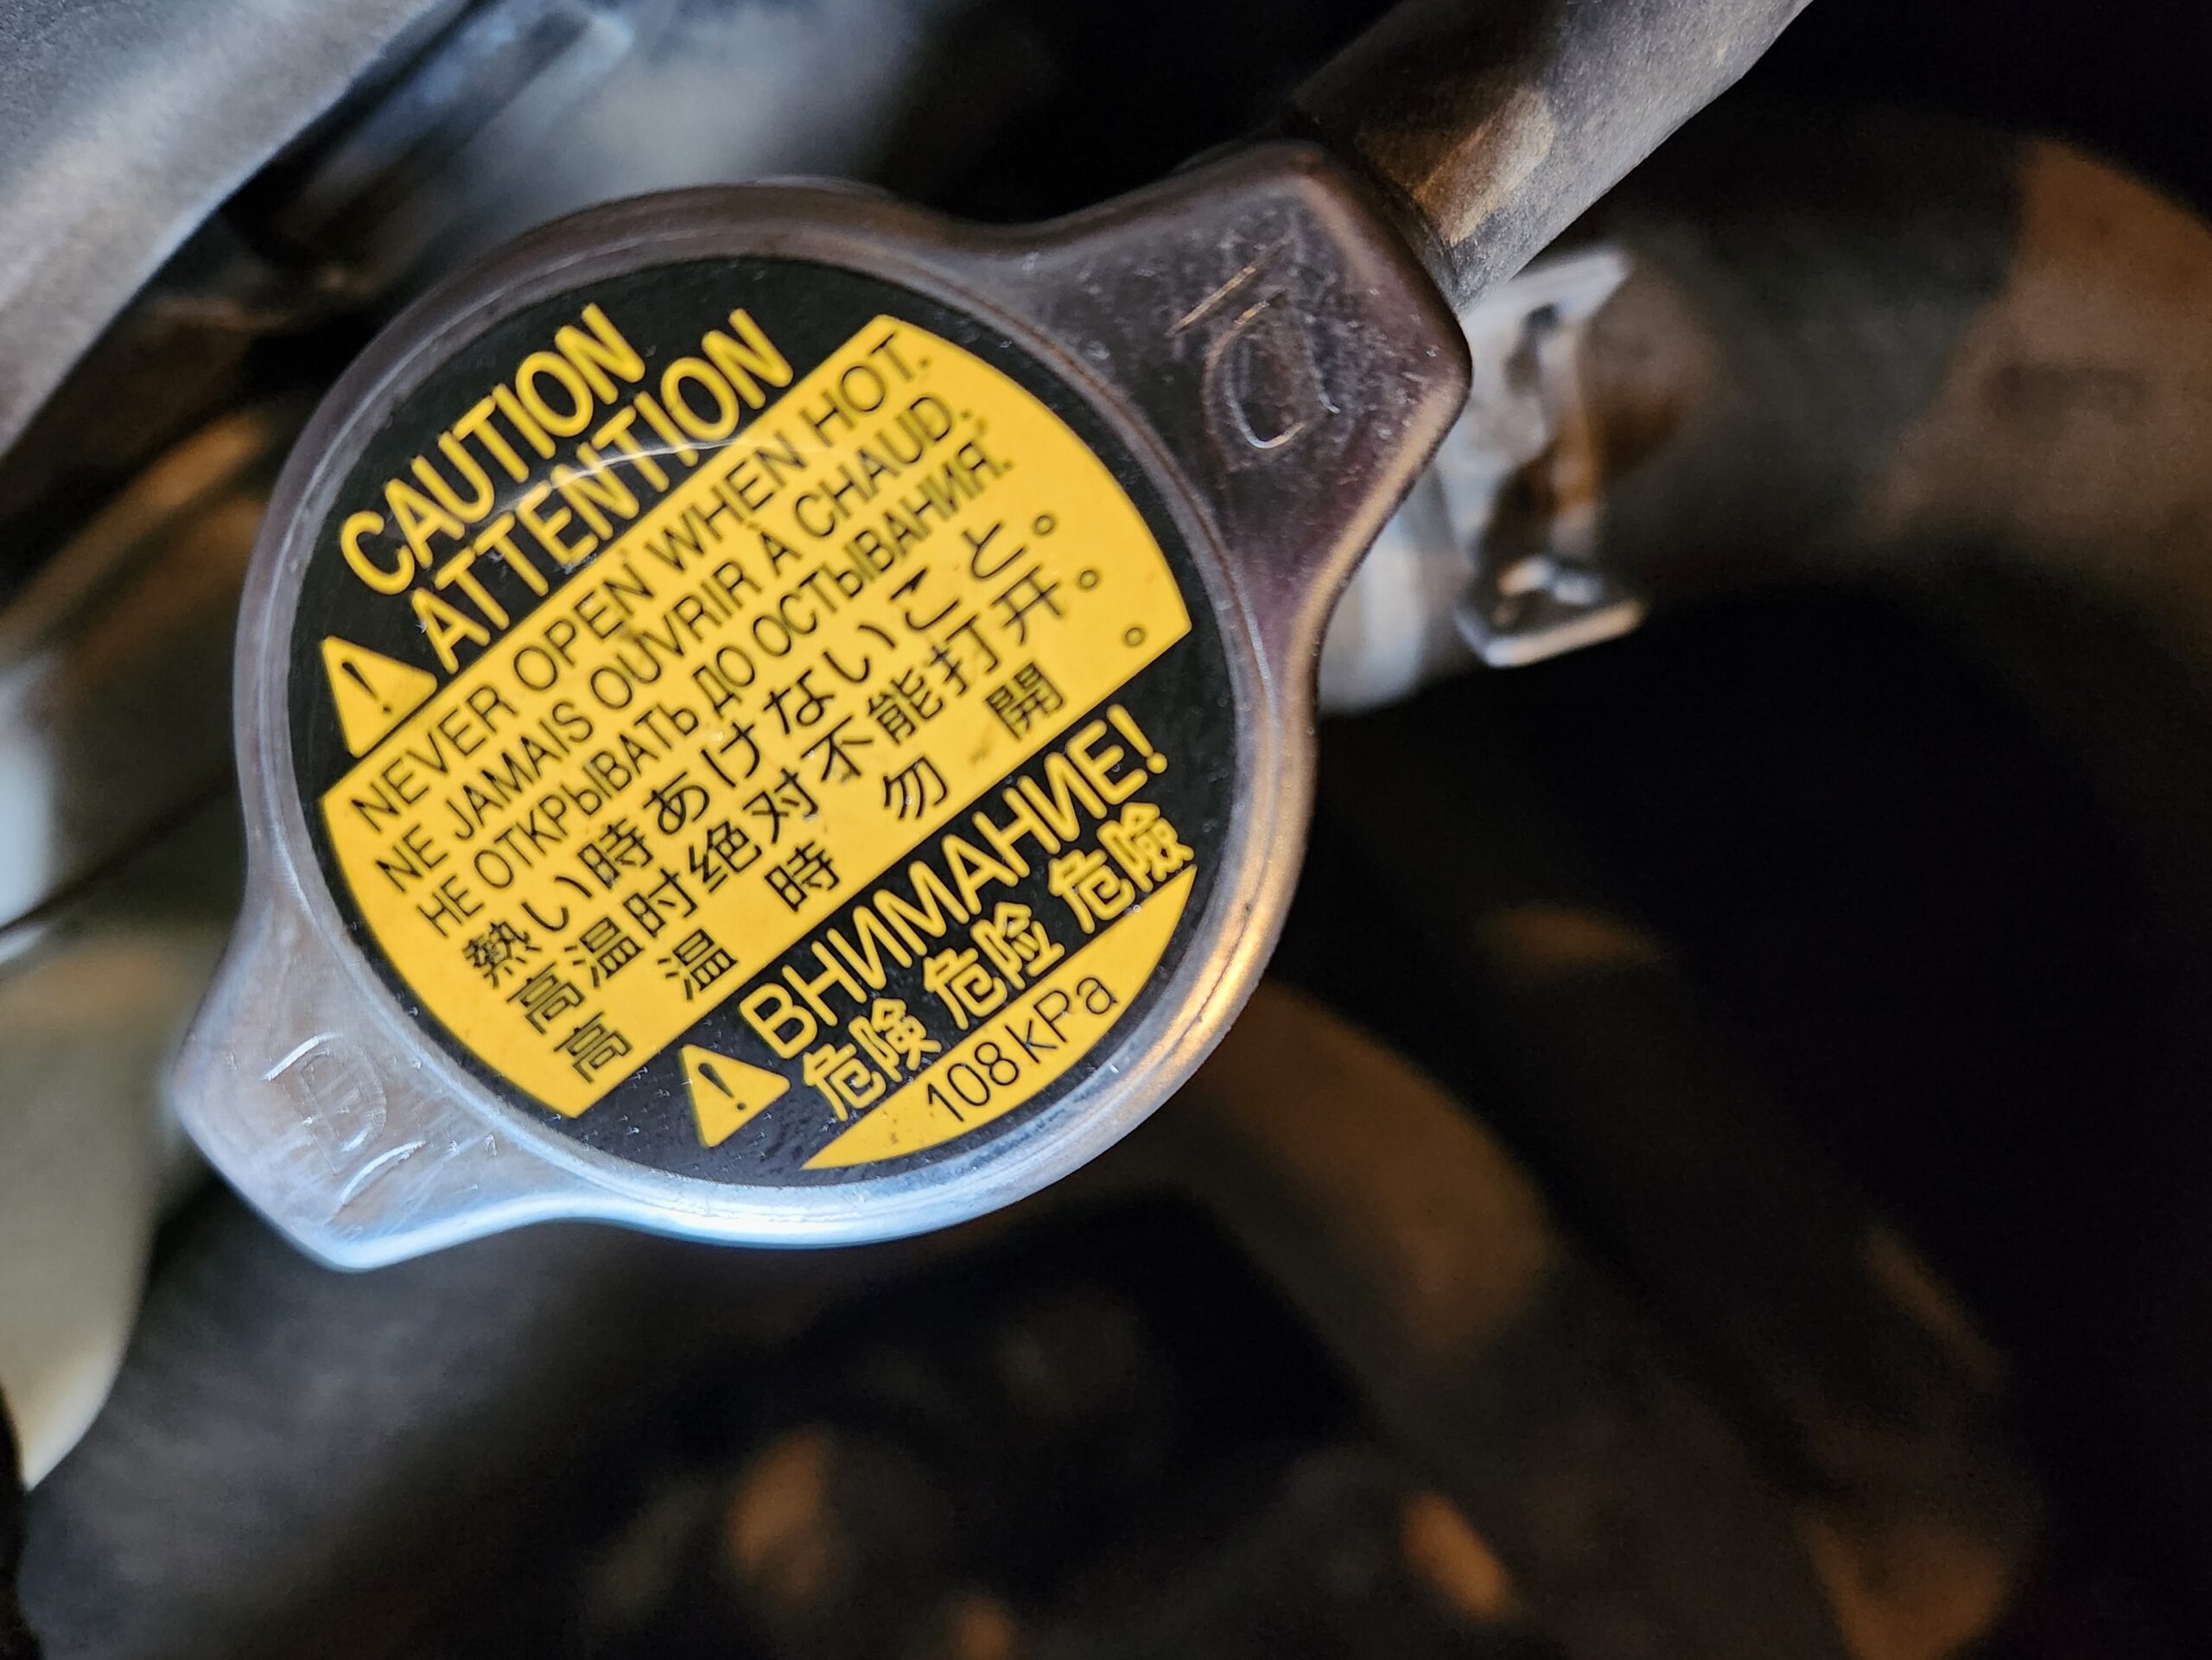 CAUTION
ATTENTION
NEVER OPEN WHEN HOT.
NE JAMAIS OUVRIR À CHAUD.
НЕ ОТКРЫВАТЬ ДО ОСТЫВАНИЯ.
熱い時あけないこと。
高温时绝对不能打开。
高温時勿開。
ВНИМАНИЕ!
危険 危险 危險
108 kPa